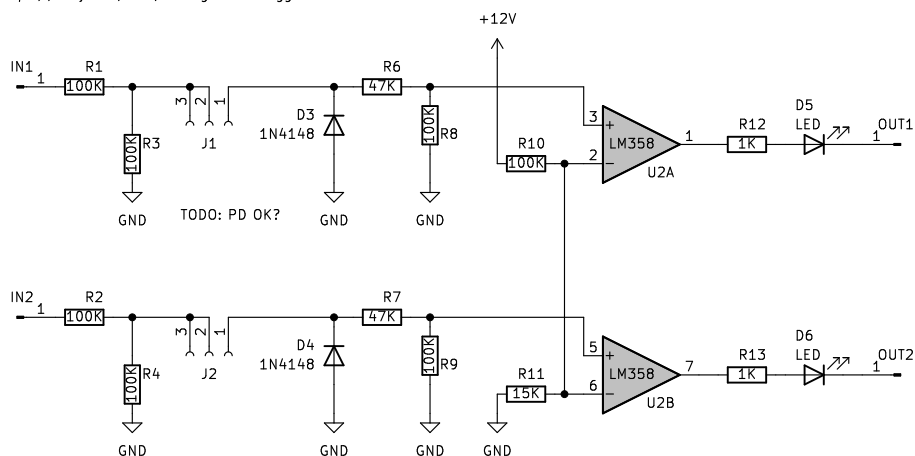 +12V
IN1 1 R1 100K 3 2 1 R6 47K
R3 100K J1 D3 1N4148 R8 100K R10 100K
3 + 2 − LM358 1 U2A R12 1K D5 LED 1 OUT1
GND GND GND
TODO: PD OK?
IN2 1 R2 100K 3 2 1 R7 47K
R4 100K J2 D4 1N4148 R9 100K R11 15K
5 + 6 − LM358 7 U2B R13 1K D6 LED 1 OUT2
GND GND GND GND